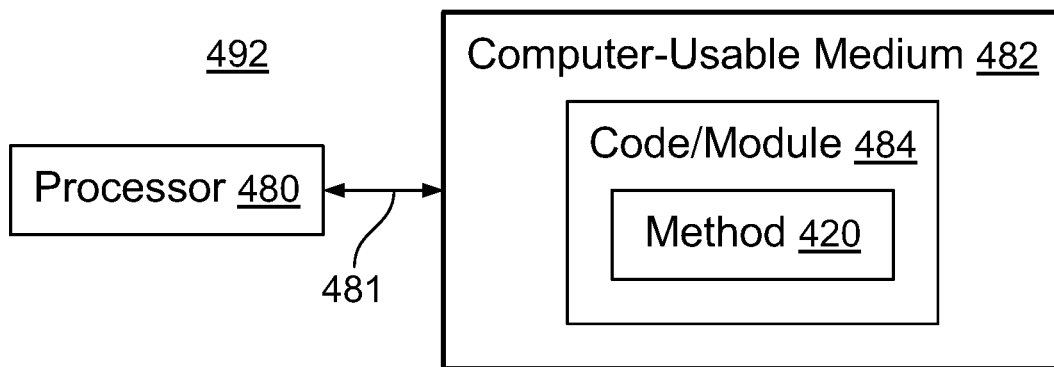 492
Computer-Usable Medium 482
Code/Module 484
Processor 480
Method 420
481